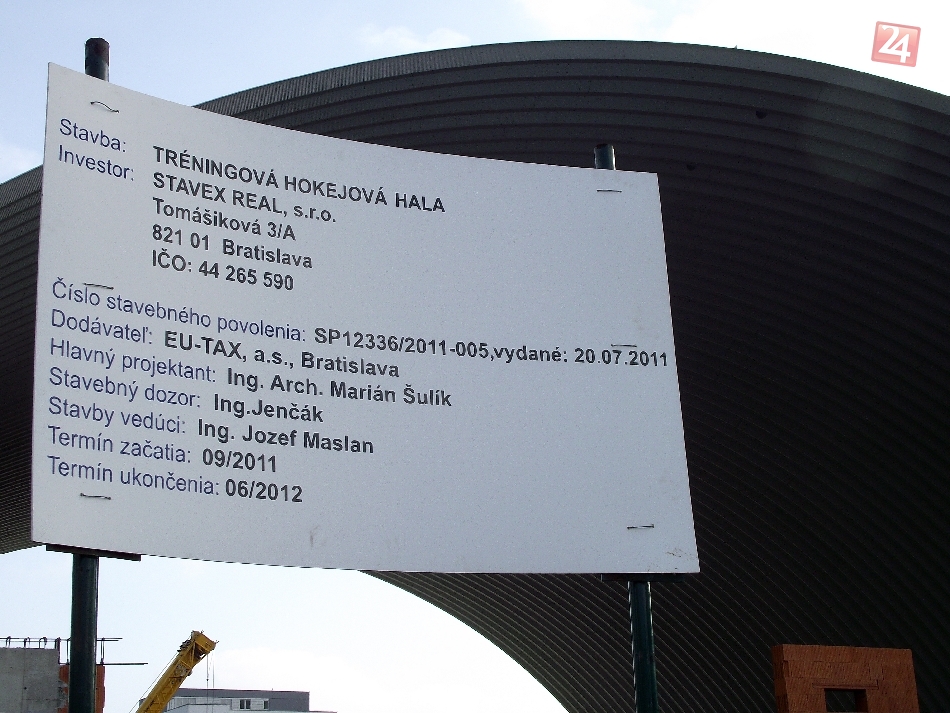 24
Stavba: TRÉNINGOVÁ HOKEJOVÁ HALA
Investor: STAVEX REAL, s.r.o.
Tomášiková 3/A
821 01 Bratislava
IČO: 44 265 590
Číslo stavebného povolenia: SP12336/2011-005,vydané: 20.07.2011
Dodávateľ: EU-TAX, a.s., Bratislava
Hlavný projektant: Ing. Arch. Marián Šulík
Stavebný dozor: Ing.Jenčák
Stavby vedúci: Ing. Jozef Maslan
Termín začatia: 09/2011
Termín ukončenia: 06/2012